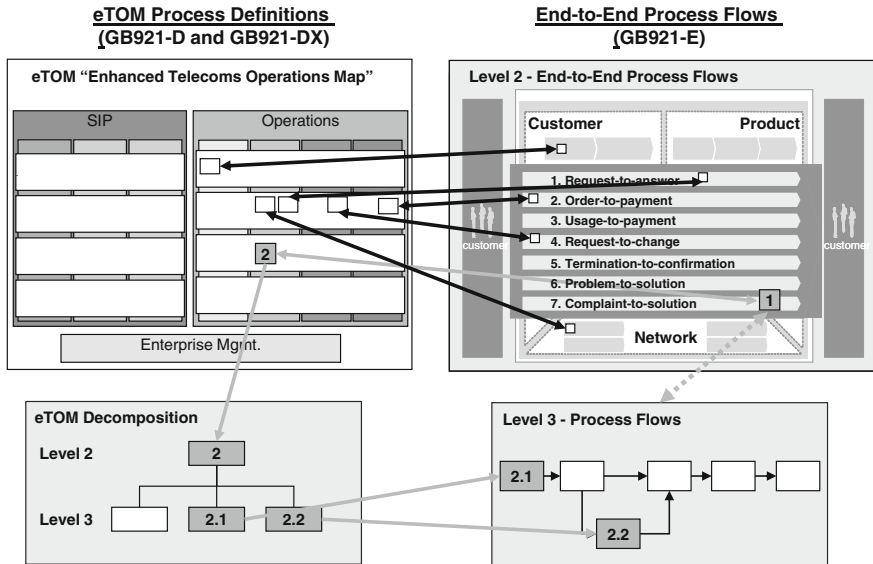 eTOM Process Definitions
(GB921-D and GB921-DX)
End-to-End Process Flows
(GB921-E)
eTOM “Enhanced Telecoms Operations Map”
SIP
Operations
2
Enterprise Mgmt.
Level 2 - End-to-End Process Flows
Customer
Product
1. Request-to-answer
2. Order-to-payment
3. Usage-to-payment
4. Request-to-change
5. Termination-to-confirmation
6. Problem-to-solution
7. Complaint-to-solution
1
customer
customer
Network
eTOM Decomposition
Level 2
2
Level 3
2.1
2.2
Level 3 - Process Flows
2.1
2.2